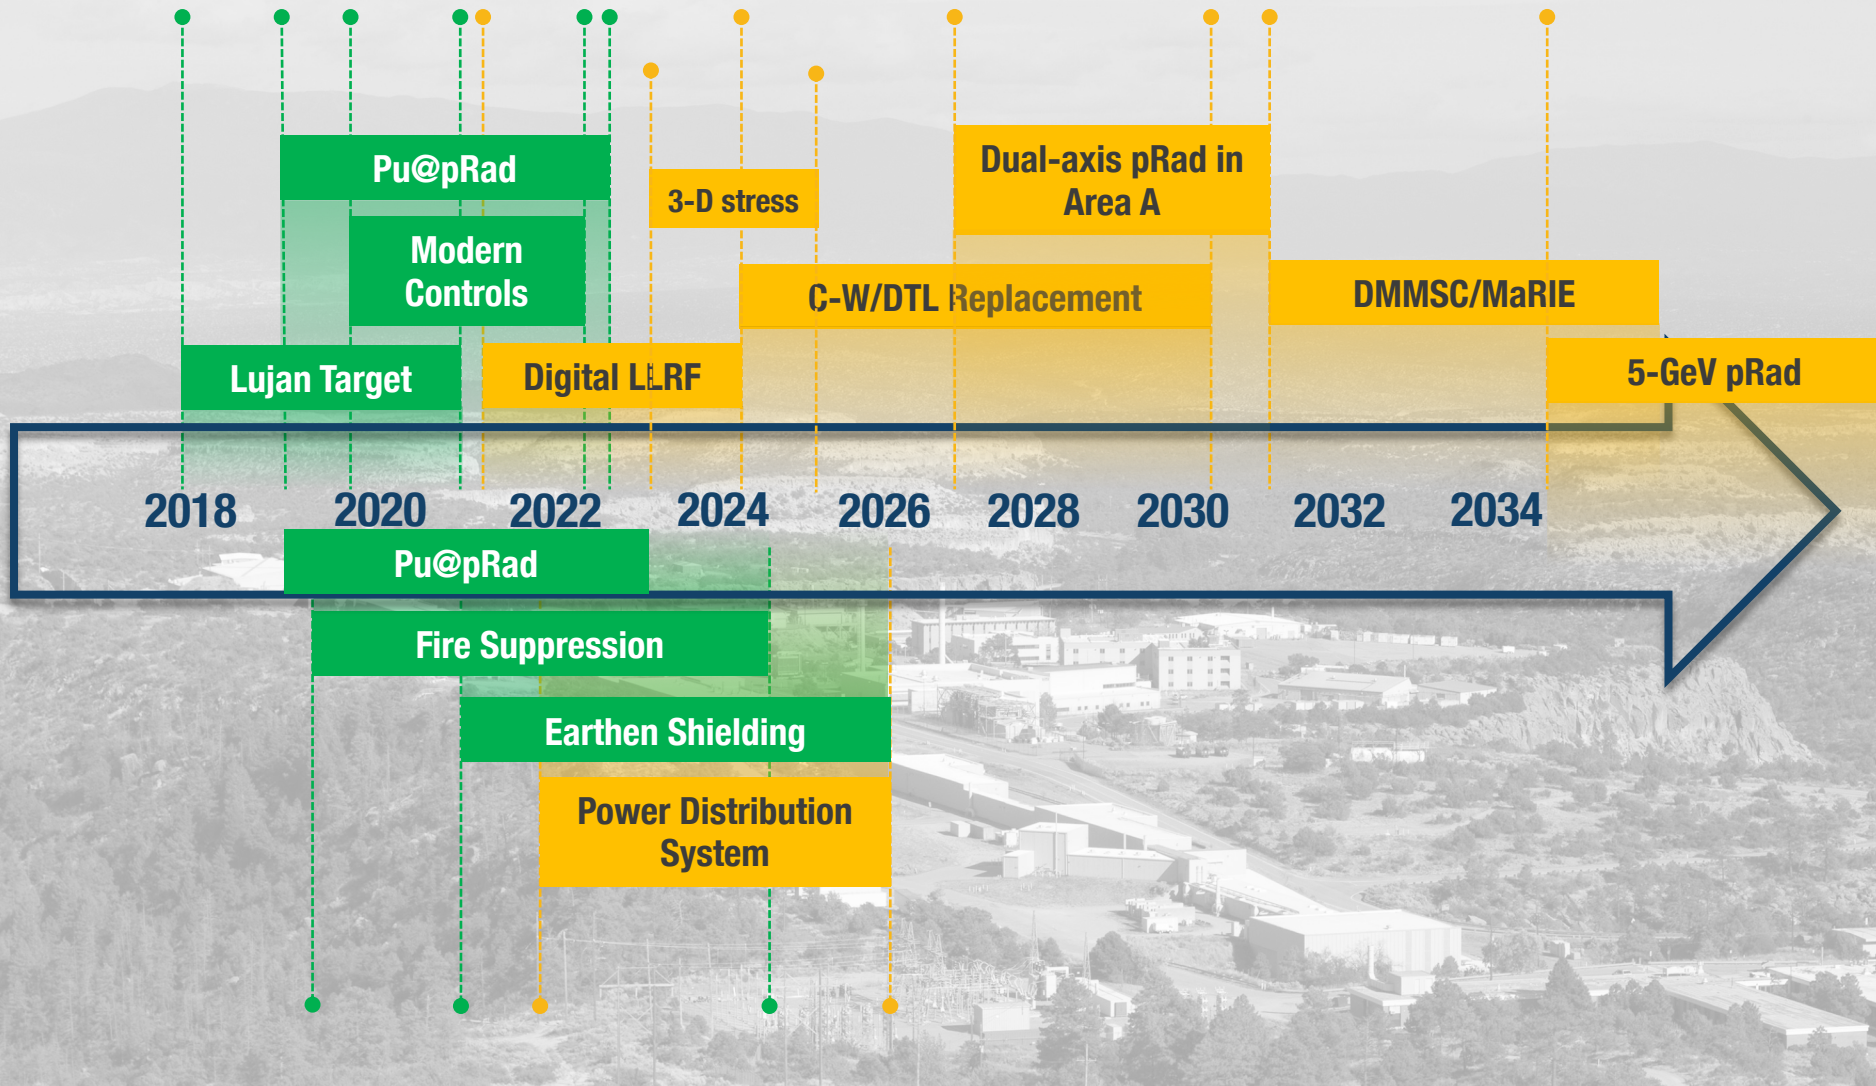 Pu@pRad
Modern
Controls
Lujan Target
Digital LLRF
3-D stress
C-W/DTL Replacement
Dual-axis pRad in
Area A
DMMSC/MaRIE
5-GeV pRad
2018 2020 2022 2024 2026 2028 2030 2032 2034
Pu@pRad
Fire Suppression
Earthen Shielding
Power Distribution
System